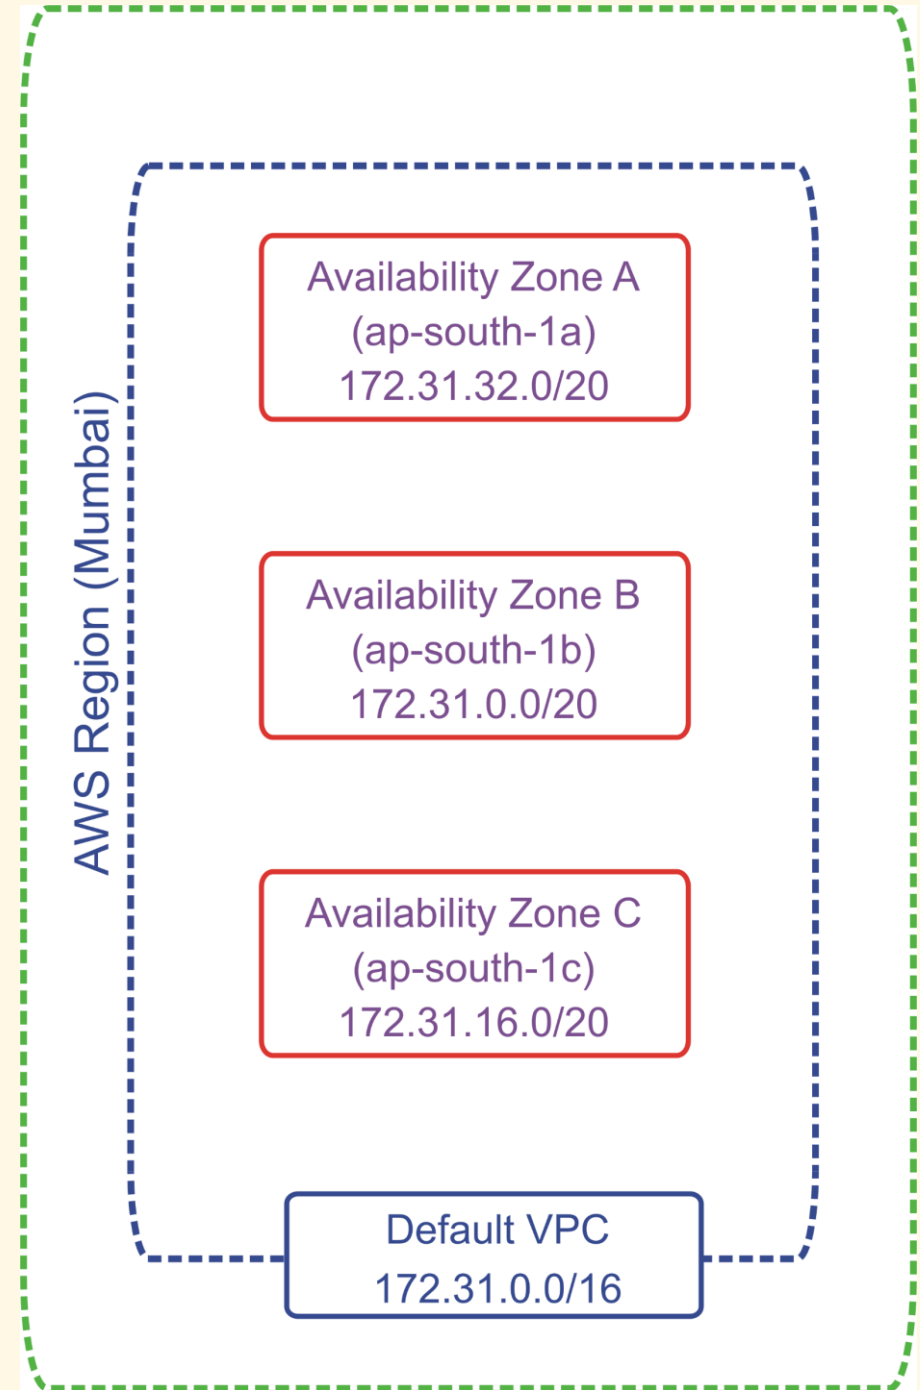 Availability Zone A
(ap-south-1a)
172.31.32.0/20
AWS Region (Mumbai)
Availability Zone B
(ap-south-1b)
172.31.0.0/20
Availability Zone C
(ap-south-1c)
172.31.16.0/20
Default VPC
172.31.0.0/16